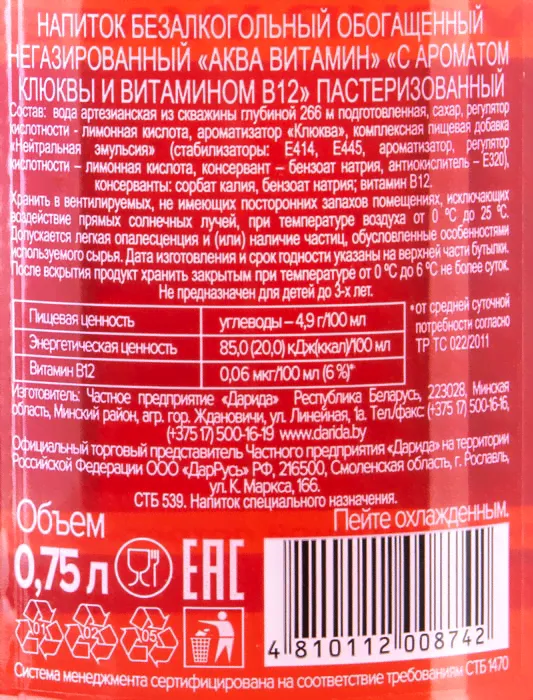 НАПИТОК БЕЗАЛКОГОЛЬНЫЙ ОБОГАЩЕННЫЙ
НЕГАЗИРОВАННЫЙ «АКВА ВИТАМИН» «С АРОМАТОМ
КЛЮКВЫ И ВИТАМИНОМ B12» ПАСТЕРИЗОВАННЫЙ
Состав: вода артезианская из скважины глубиной 266 м подготовленная, сахар, регулятор
кислотности - лимонная кислота, ароматизатор «Клюква», комплексная пищевая добавка
«Нейтральная эмульсия» (стабилизаторы: E414, E445, ароматизатор, регулятор
кислотности – лимонная кислота, консервант – бензоат натрия, антиокислитель – E320),
консерванты: сорбат калия, бензоат натрия; витамин B12.
Хранить в вентилируемых, не имеющих посторонних запахов помещениях, исключающих
воздействие прямых солнечных лучей, при температуре воздуха от 0 °C до 25 °C.
Допускается легкая опалесценция и (или) наличие частиц, обусловленные особенностями
используемого сырья. Дата изготовления и срок годности указаны на верхней части бутылки.
После вскрытия продукт хранить закрытым при температуре от 0 °C до 6 °C не более суток.
Не предназначен для детей до 3-х лет.
Пищевая ценность углеводы – 4,9 г/100 мл
Энергетическая ценность 85,0 (20,0) кДж(ккал)/100 мл
Витамин B12 0,06 мкг/100 мл (6 %)*
*от средней суточной
потребности согласно
ТР ТС 022/2011
Изготовитель: Частное предприятие «Дарида» Республика Беларусь, 223028, Минская
область, Минский район, агр. гор. Ждановичи, ул. Линейная, 1а. Тел./факс (+375 17) 500-16-16,
(+375 17) 500-16-19 www.darida.by
Официальный торговый представитель Частного предприятия «Дарида» на территории
Российской Федерации ООО «ДарРусь» РФ, 216500, Смоленская область, г. Рославль,
ул. К. Маркса, 166.
СТБ 539. Напиток специального назначения.
Объем
0,75 л
Пейте охлажденным.
EAC
01 02 05
4 810112 008742
Система менеджмента сертифицирована на соответствие требованиям СТБ 1470